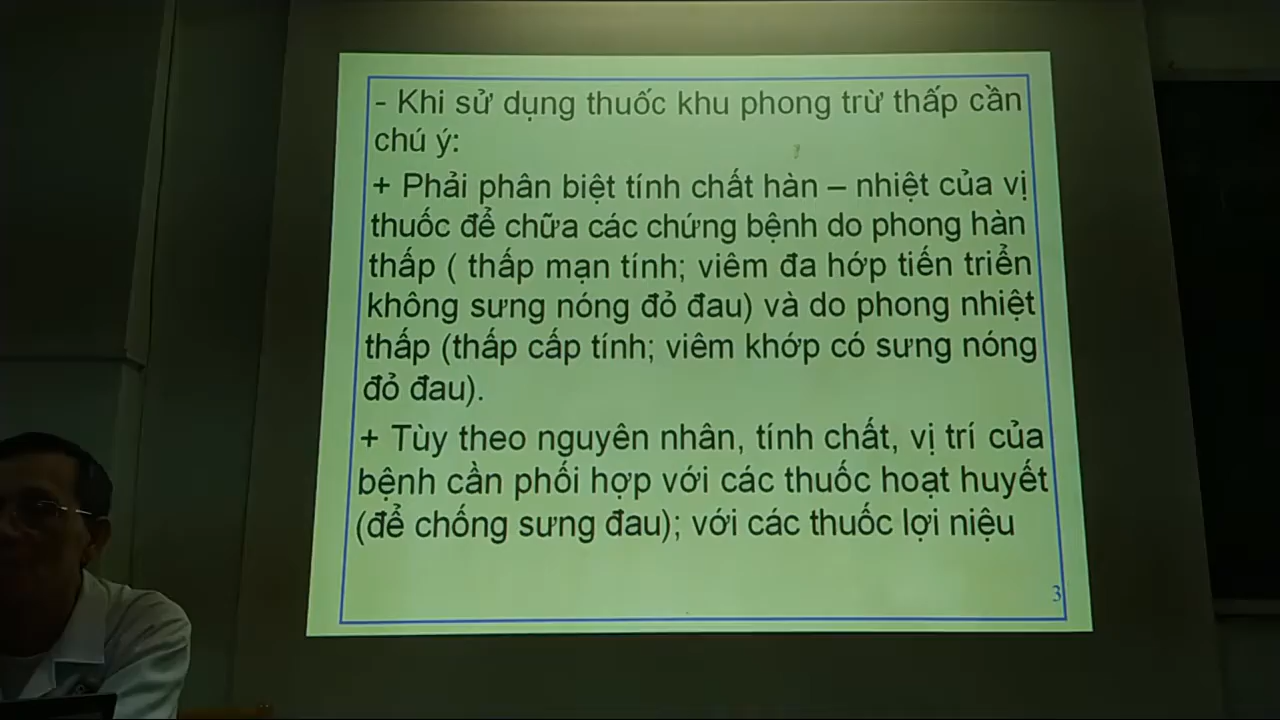 - Khi sử dụng thuốc khu phong trừ thấp cần
chú ý:
+ Phải phân biệt tính chất hàn – nhiệt của vị
thuốc để chữa các chứng bệnh do phong hàn
thấp ( thấp mạn tính; viêm đa hớp tiến triển
không sưng nóng đỏ đau) và do phong nhiệt
thấp (thấp cấp tính; viêm khớp có sưng nóng
đỏ đau).
+ Tùy theo nguyên nhân, tính chất, vị trí của
bệnh cần phối hợp với các thuốc hoạt huyết
(để chống sưng đau); với các thuốc lợi niệu
3